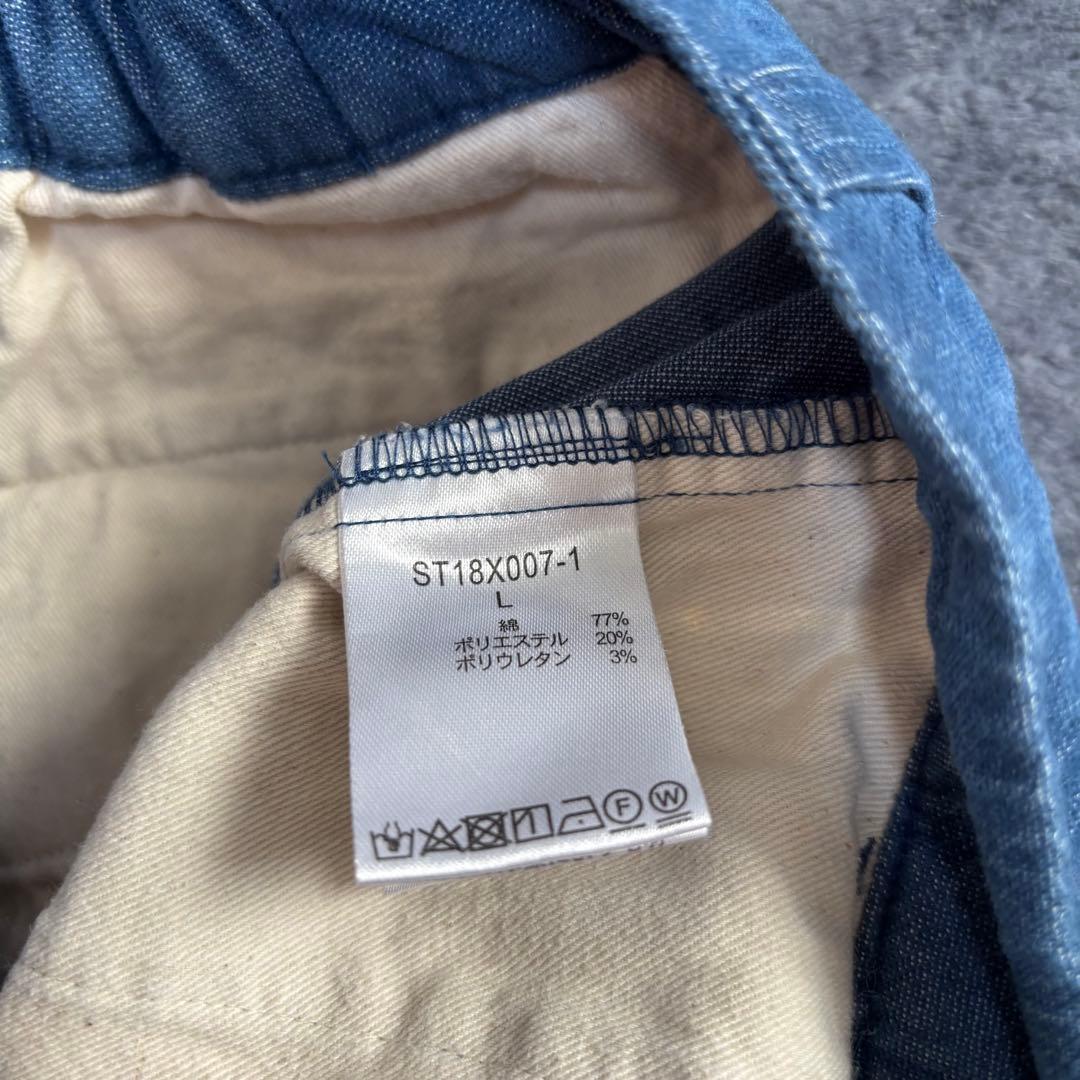 ST18X007-1
L
綿 77%
ポリエステル 20%
ポリウレタン 3%
F W